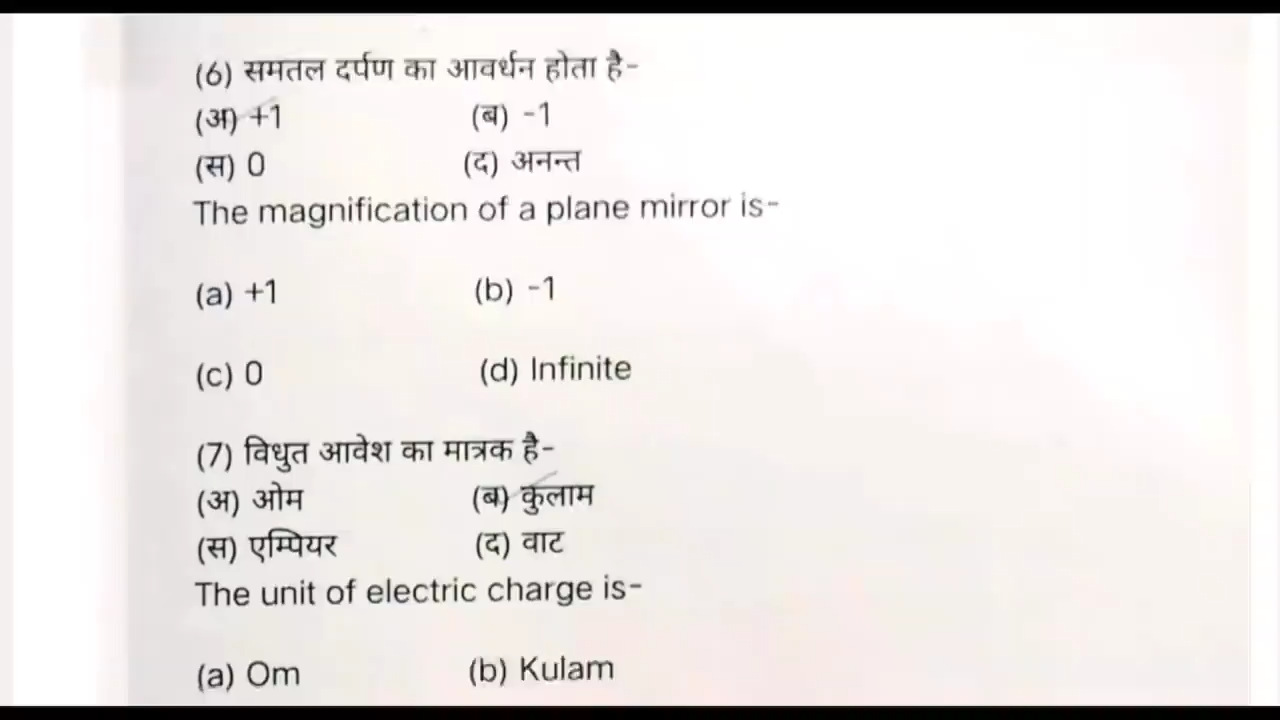 (6) समतल दर्पण का आवर्धन होता है-
(अ) +1 (ब) -1
(स) 0 (द) अनन्त
The magnification of a plane mirror is-
(a) +1 (b) -1
(c) 0 (d) Infinite
(7) विधुत आवेश का मात्रक है-
(अ) ओम (ब) कुलाम
(स) एम्पियर (द) वाट
The unit of electric charge is-
(a) Om (b) Kulam